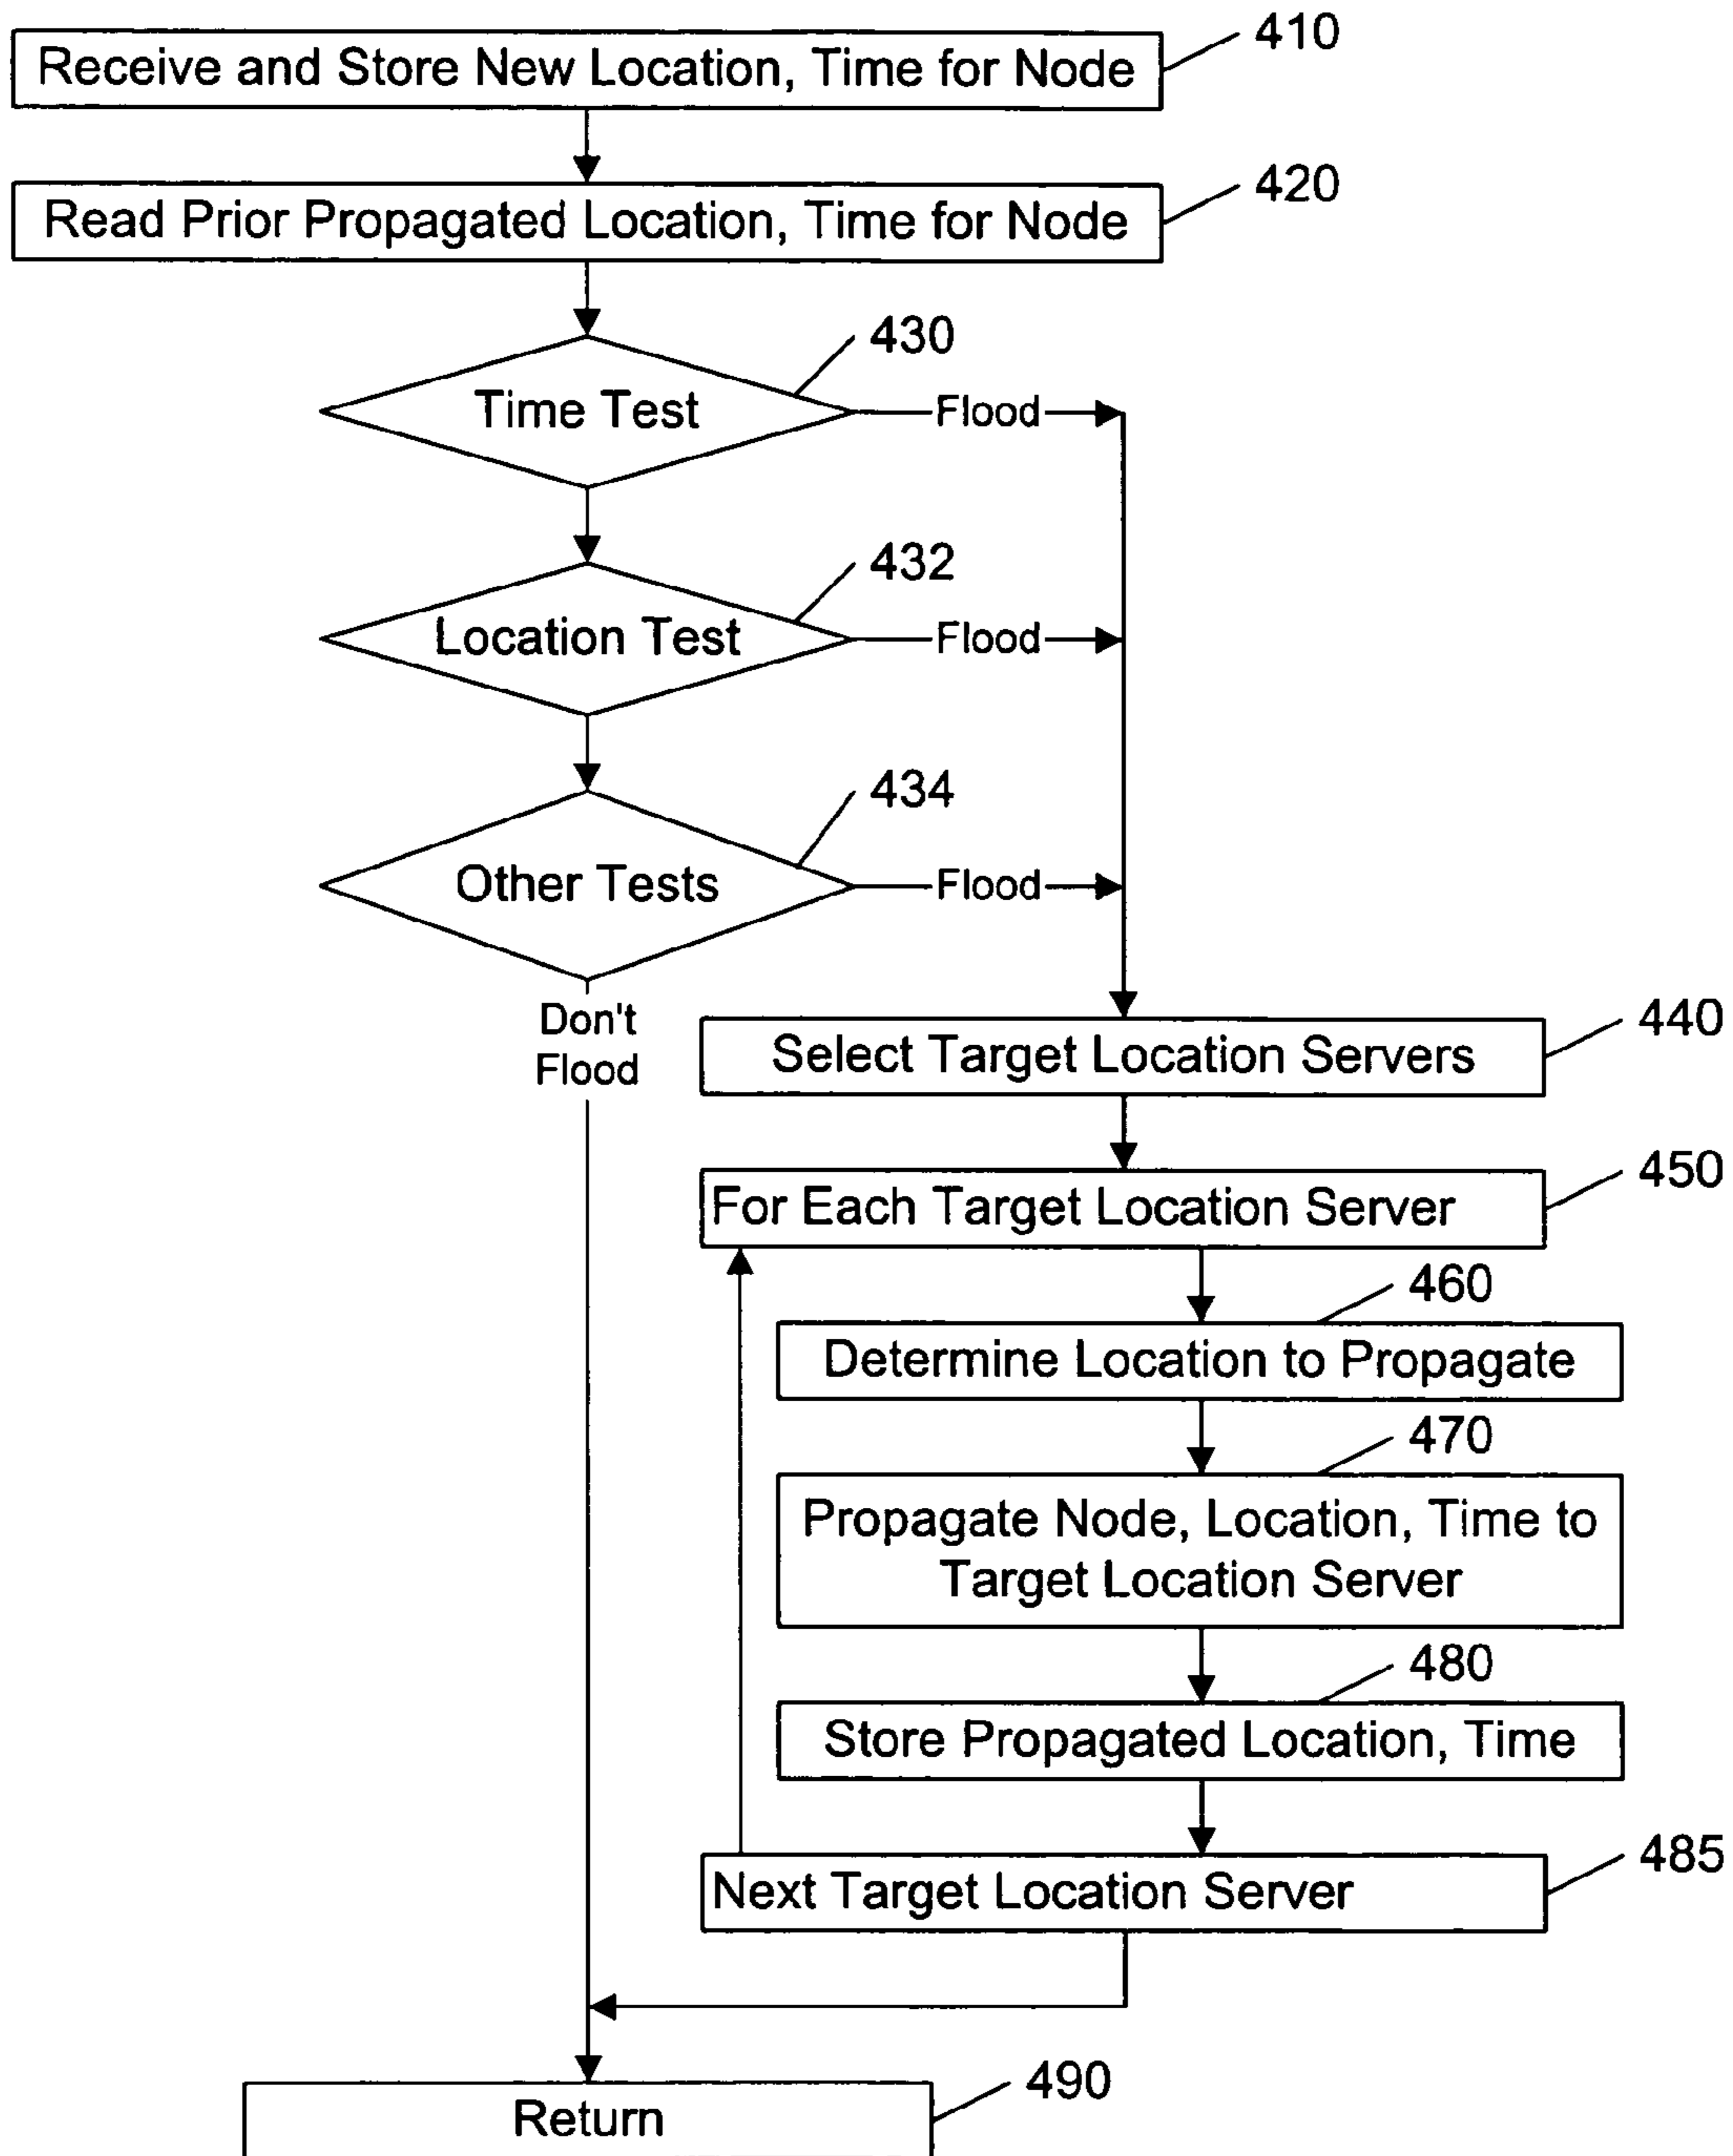 410
Receive and Store New Location, Time for Node
420
Read Prior Propagated Location, Time for Node
430
Time Test
Flood
432
Location Test
Flood
434
Other Tests
Flood
Don't
Flood
440
Select Target Location Servers
450
For Each Target Location Server
460
Determine Location to Propagate
470
Propagate Node, Location, Time to
Target Location Server
480
Store Propagated Location, Time
485
Next Target Location Server
490
Return